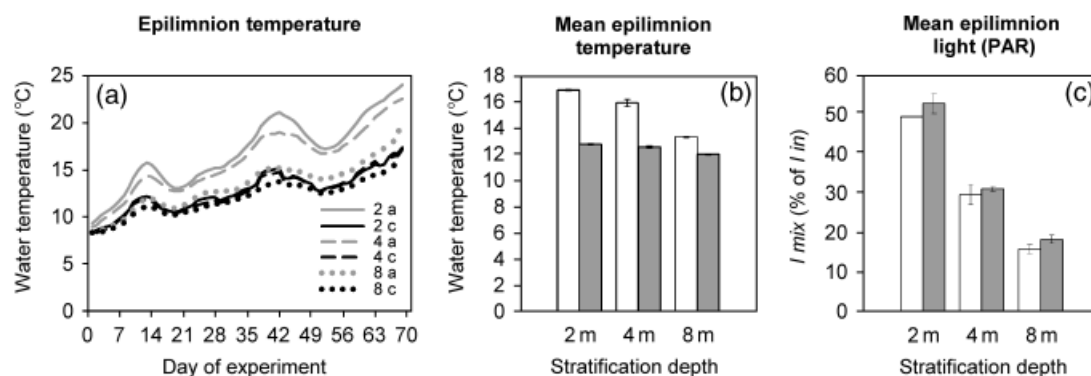 Epilimnion temperature
(a)
Water temperature (°C)
25
20
15
10
5
0
2 a
2 c
4 a
4 c
8 a
8 c
0 7 14 21 28 35 42 49 56 63 70
Day of experiment
Mean epilimnion
temperature
(b)
Water temperature (°C)
18
16
14
12
10
8
6
4
2
0
2 m 4 m 8 m
Stratification depth
Mean epilimnion
light (PAR)
(c)
I mix (% of I in)
60
50
40
30
20
10
0
2 m 4 m 8 m
Stratification depth